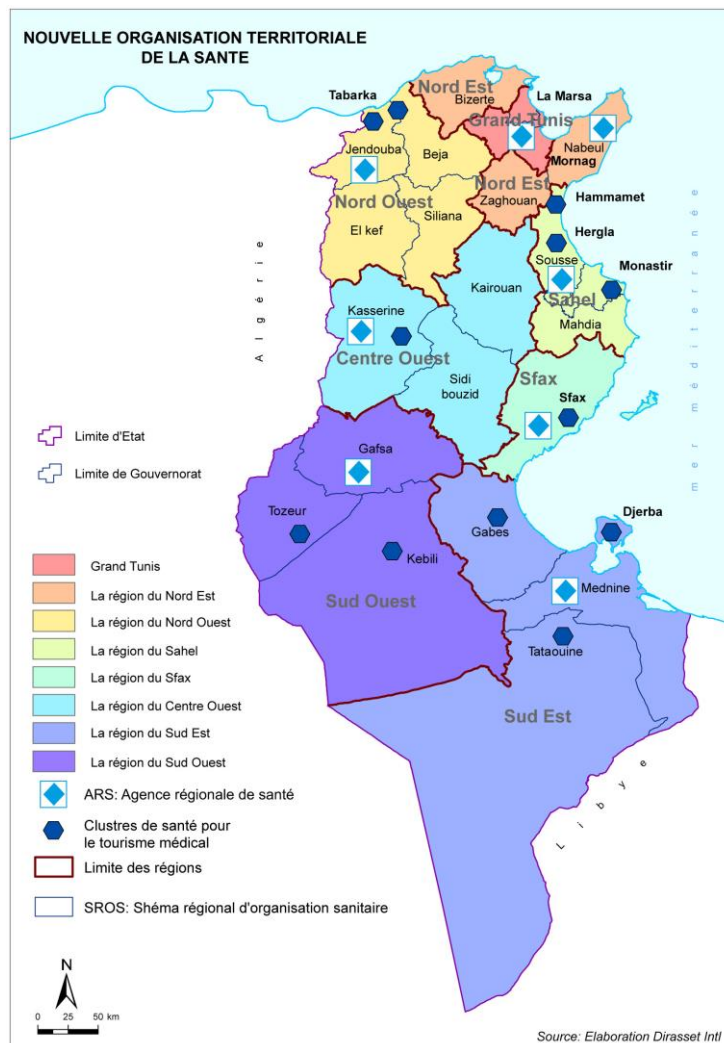 NOUVELLE ORGANISATION TERRITORIALE
DE LA SANTE
Tabarka
Nord Est
Bizerte
La Marsa
Grand Tunis
Jendouba
Beja
Nabeul
Mornag
Nord Est
Zaghouan
Nord Ouest
Siliana
El kef
Hammamet
Hergla
Sousse
Monastir
Sahel
Mahdia
Kairouan
Kasserine
Centre Ouest
Sidi
bouzid
Sfax
Sfax
Algérie
mer méditerranée
Limite d'Etat
Limite de Gouvernorat
Gafsa
Tozeur
Kebili
Sud Ouest
Gabes
Djerba
Mednine
Tataouine
Sud Est
Libye
Grand Tunis
La région du Nord Est
La région du Nord Ouest
La région du Sahel
La région du Sfax
La région du Centre Ouest
La région du Sud Est
La région du Sud Ouest
ARS: Agence régionale de santé
Clustres de santé pour
le tourisme médical
Limite des régions
SROS: Shéma régional d'organisation sanitaire
N
0 25 50 km
Source: Elaboration Dirasset Intl